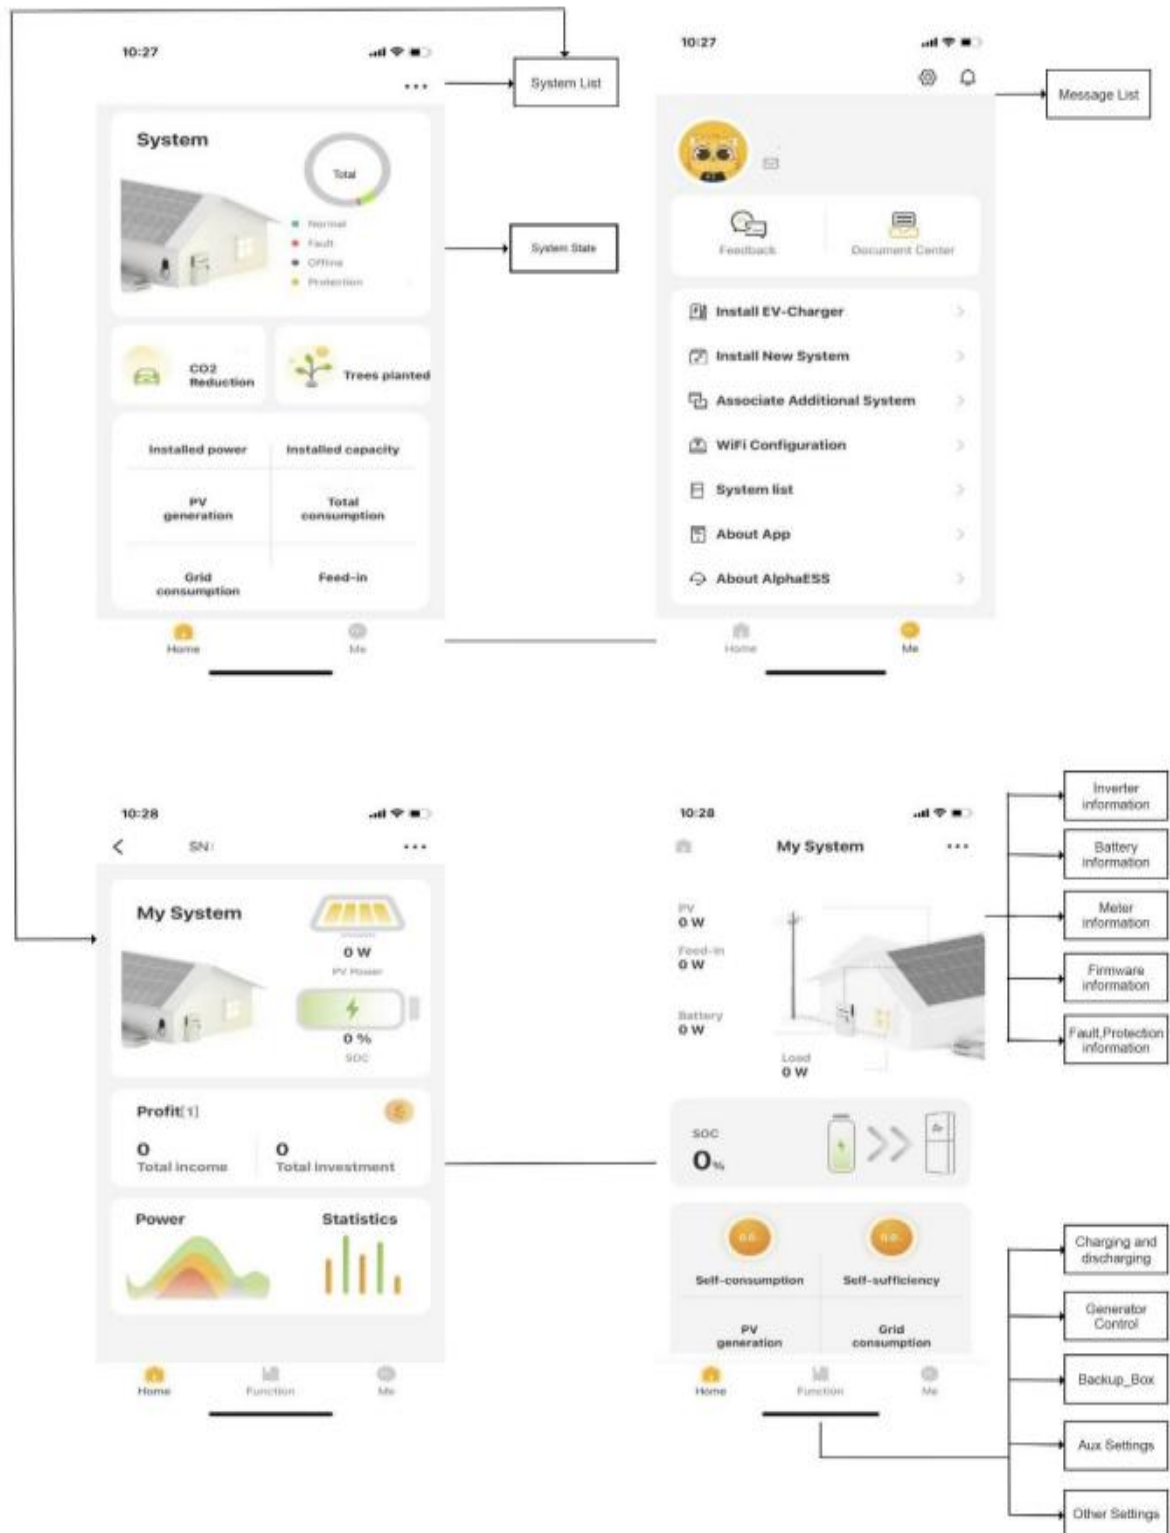 10:27
System List
System
Total
Normal
Fault
Offline
Protection
System State
CO2
Reduction
Trees planted
Installed power
Installed capacity
PV
generation
Total
consumption
Grid
consumption
Feed-in
Home
Me
10:27
Message List
Feedback
Document Center
Install EV-Charger
Install New System
Associate Additional System
WiFi Configuration
System list
About App
About AlphaESS
Home
Me
10:28
SN:
My System
0 W
PV Power
0 %
SOC
Profit[1]
0
Total income
0
Total investment
Power
Statistics
Home
Function
Me
10:28
My System
PV
0 W
Feed-in
0 W
Battery
0 W
Load
0 W
SOC
0%
0.0
Self-consumption
0.0
Self-sufficiency
PV
generation
Grid
consumption
Home
Function
Me
Inverter
information
Battery
information
Meter
information
Firmware
information
Fault,Protection
information
Charging and
discharging
Generator
Control
Backup_Box
Aux Settings
Other Settings